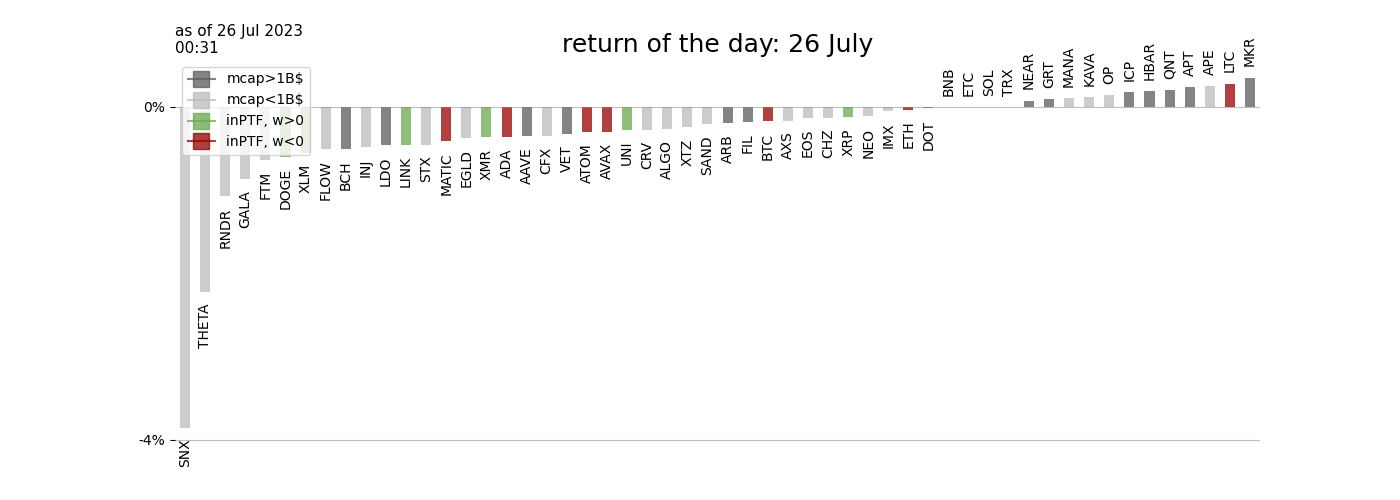 as of 26 Jul 2023
00:31
return of the day: 26 July
mcap>1B$
mcap<1B$
inPTF, w>0
inPTF, w<0
0%
-4%
SNX
THETA
RNDR
GALA
FTM
DOGE
XLM
FLOW
BCH
INJ
LDO
LINK
STX
MATIC
EGLD
XMR
ADA
AAVE
CFX
VET
ATOM
AVAX
UNI
CRV
ALGO
XTZ
SAND
ARB
FIL
BTC
AXS
EOS
CHZ
XRP
NEO
IMX
ETH
DOT
BNB
ETC
SOL
TRX
NEAR
GRT
MANA
KAVA
OP
ICP
HBAR
QNT
APT
APE
LTC
MKR